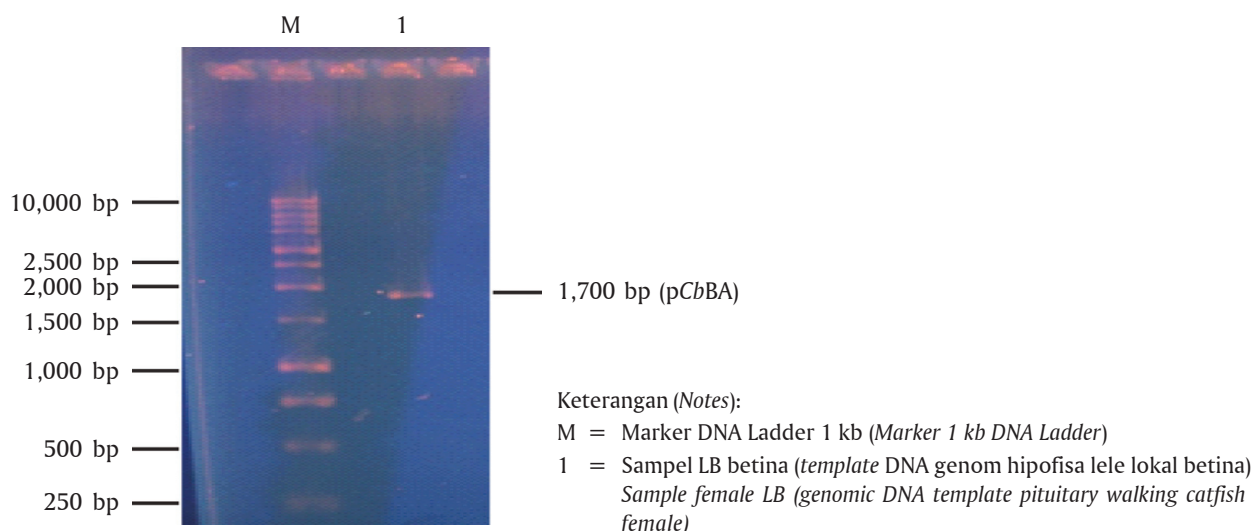 M 1
10,000 bp
2,500 bp
2,000 bp
1,700 bp (pCbBA)
1,500 bp
1,000 bp
500 bp
250 bp
Keterangan (Notes):
M = Marker DNA Ladder 1 kb (Marker 1 kb DNA Ladder)
1 = Sampel LB betina (template DNA genom hipofisa lele lokal betina)
Sample female LB (genomic DNA template pituitary walking catfish
female)